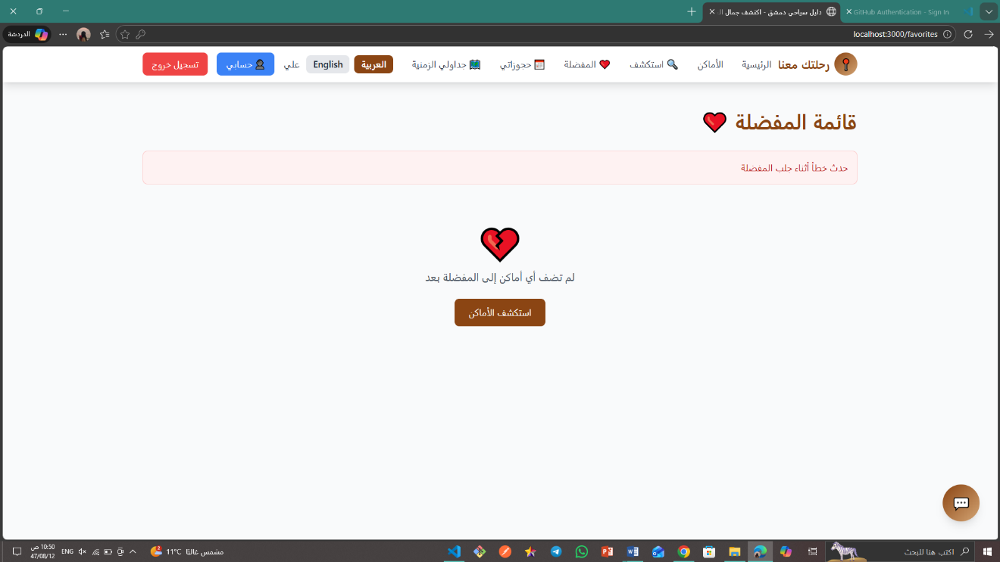 GitHub Authentication - Sign In
دليل سياحي دمشق - اكتشف جمال ال
localhost:3000/favorites
الدردشة
رحلتك معنا
الرئيسية
الأماكن
استكشف
المفضلة
حجوزاتي
جداولي الزمنية
العربية
English
علي
حسابي
تسجيل خروج
قائمة المفضلة
حدث خطأ أثناء جلب المفضلة
لم تضف أي أماكن إلى المفضلة بعد
استكشف الأماكن
اكتب هنا للبحث
2
11°C مشمس غالبًا
ENG
10:50 ص
47/08/12